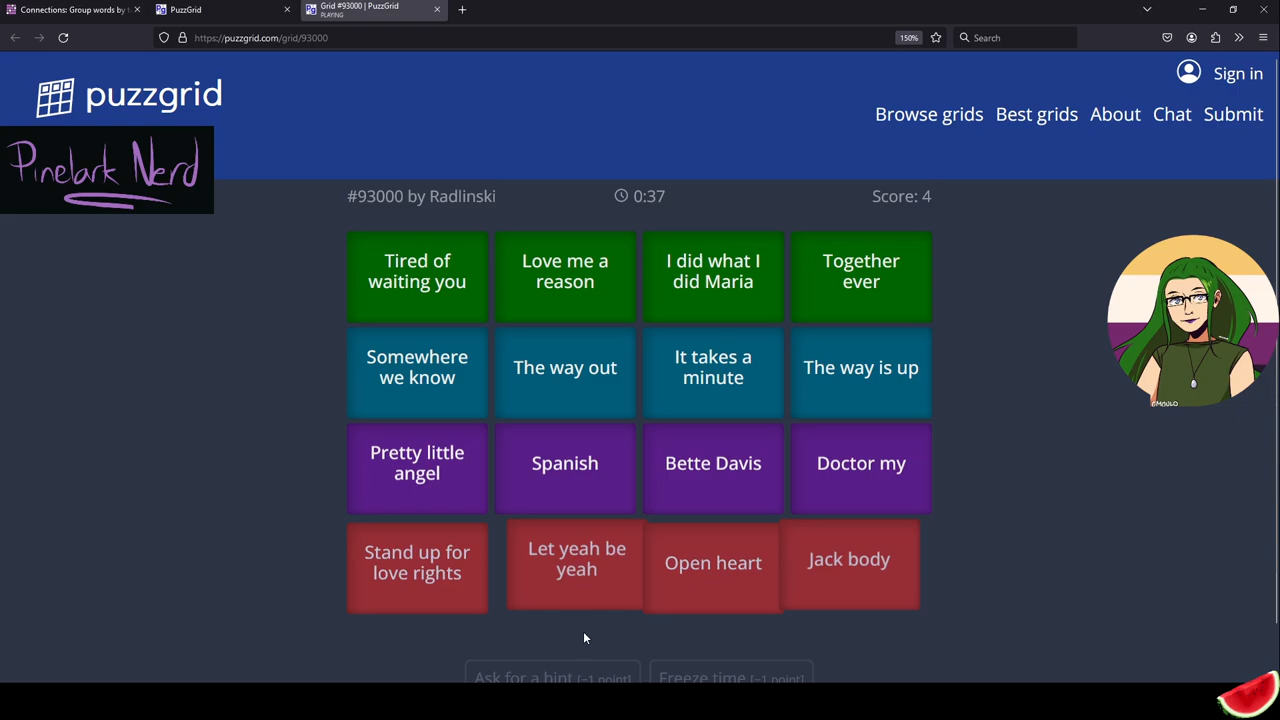 Connections: Group words by
PuzzGrid
Grid #93000 | PuzzGrid
PLAYING
https://puzzgrid.com/grid/93000
150%
Search
puzzgrid
Sign in
Browse grids Best grids About Chat Submit
Pinelark Nerd
#93000 by Radlinski
0:37
Score: 4
Tired of
waiting you
Love me a
reason
I did what I
did Maria
Together
ever
Somewhere
we know
The way out
It takes a
minute
The way is up
Pretty little
angel
Spanish
Bette Davis
Doctor my
Stand up for
love rights
Let yeah be
yeah
Open heart
Jack body
Ask for a hint [−1 point]
Freeze time [−1 point]